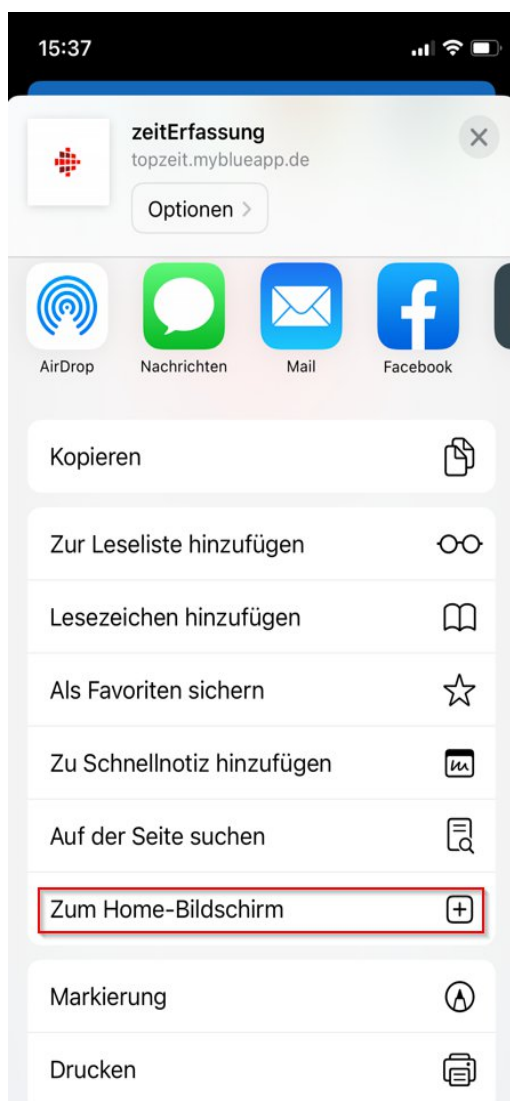 15:37
zeitErfassung
topzeit.myblueapp.de
Optionen >
AirDrop
Nachrichten
Mail
Facebook
Kopieren
Zur Leseliste hinzufügen
Lesezeichen hinzufügen
Als Favoriten sichern
Zu Schnellnotiz hinzufügen
Auf der Seite suchen
Zum Home-Bildschirm
Markierung
Drucken